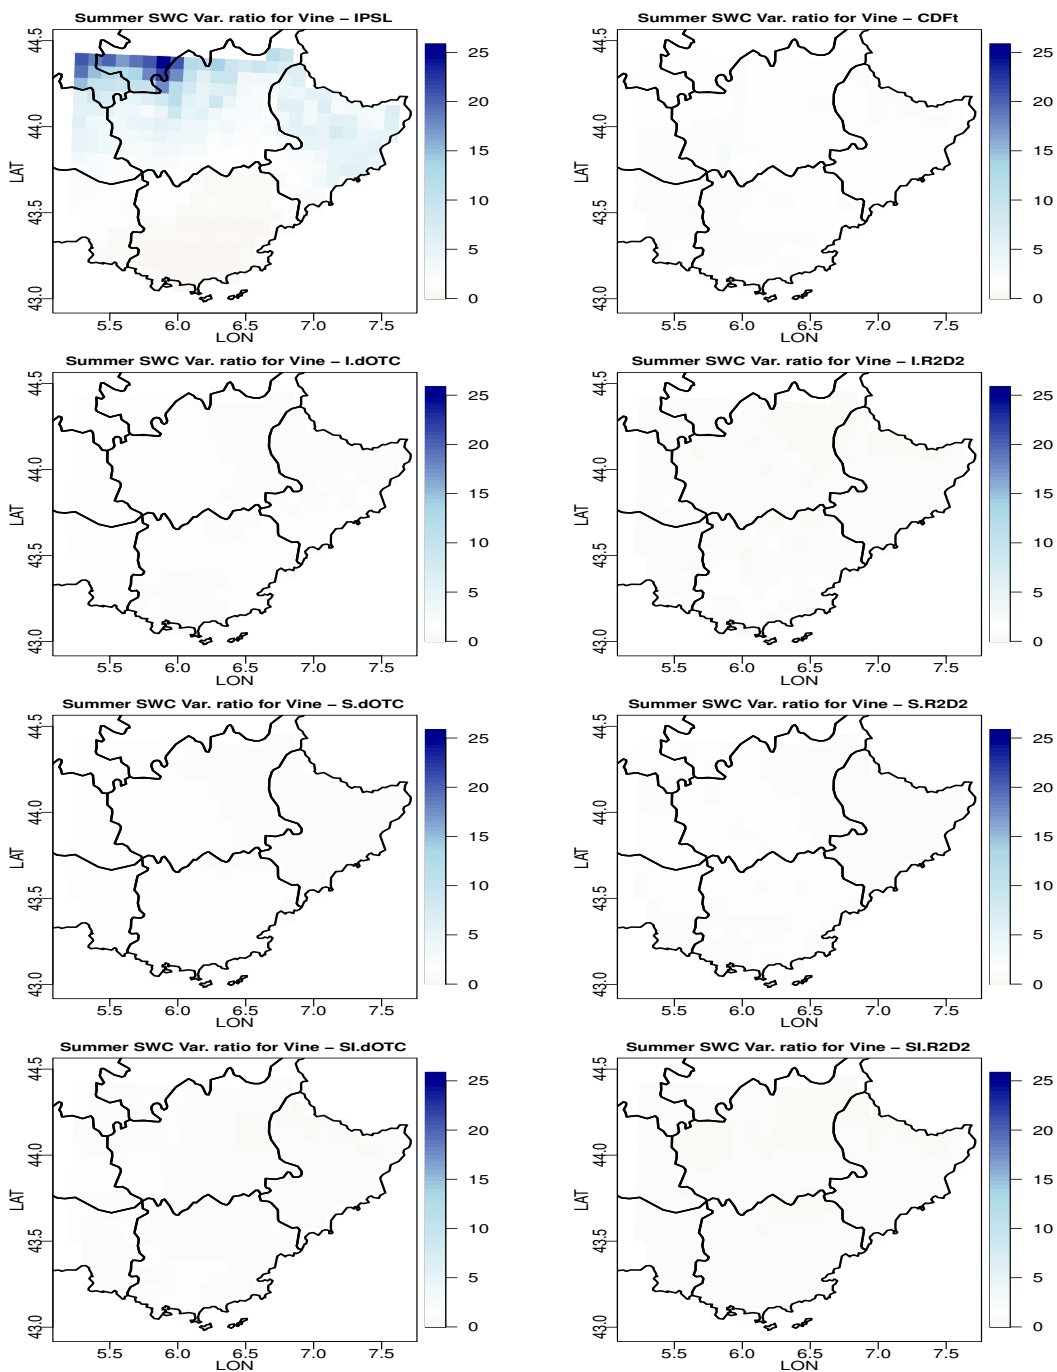 Summer SWC Var. ratio for Vine – IPSL
LAT
44.5
44.0
43.5
43.0
5.5 6.0 6.5 7.0 7.5
LON
25
20
15
10
5
0
Summer SWC Var. ratio for Vine – CDFt
LAT
44.5
44.0
43.5
43.0
5.5 6.0 6.5 7.0 7.5
LON
25
20
15
10
5
0
Summer SWC Var. ratio for Vine – I.dOTC
LAT
44.5
44.0
43.5
43.0
5.5 6.0 6.5 7.0 7.5
LON
25
20
15
10
5
0
Summer SWC Var. ratio for Vine – I.R2D2
LAT
44.5
44.0
43.5
43.0
5.5 6.0 6.5 7.0 7.5
LON
25
20
15
10
5
0
Summer SWC Var. ratio for Vine – S.dOTC
LAT
44.5
44.0
43.5
43.0
5.5 6.0 6.5 7.0 7.5
LON
25
20
15
10
5
0
Summer SWC Var. ratio for Vine – S.R2D2
LAT
44.5
44.0
43.5
43.0
5.5 6.0 6.5 7.0 7.5
LON
25
20
15
10
5
0
Summer SWC Var. ratio for Vine – SI.dOTC
LAT
44.5
44.0
43.5
43.0
5.5 6.0 6.5 7.0 7.5
LON
25
20
15
10
5
0
Summer SWC Var. ratio for Vine – SI.R2D2
LAT
44.5
44.0
43.5
43.0
5.5 6.0 6.5 7.0 7.5
LON
25
20
15
10
5
0